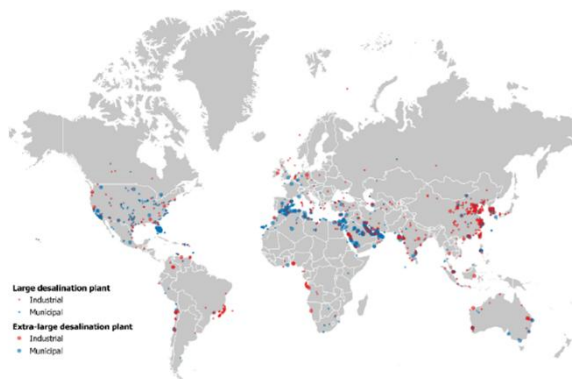 Large desalination plant
Industrial
Municipal
Extra-large desalination plant
Industrial
Municipal